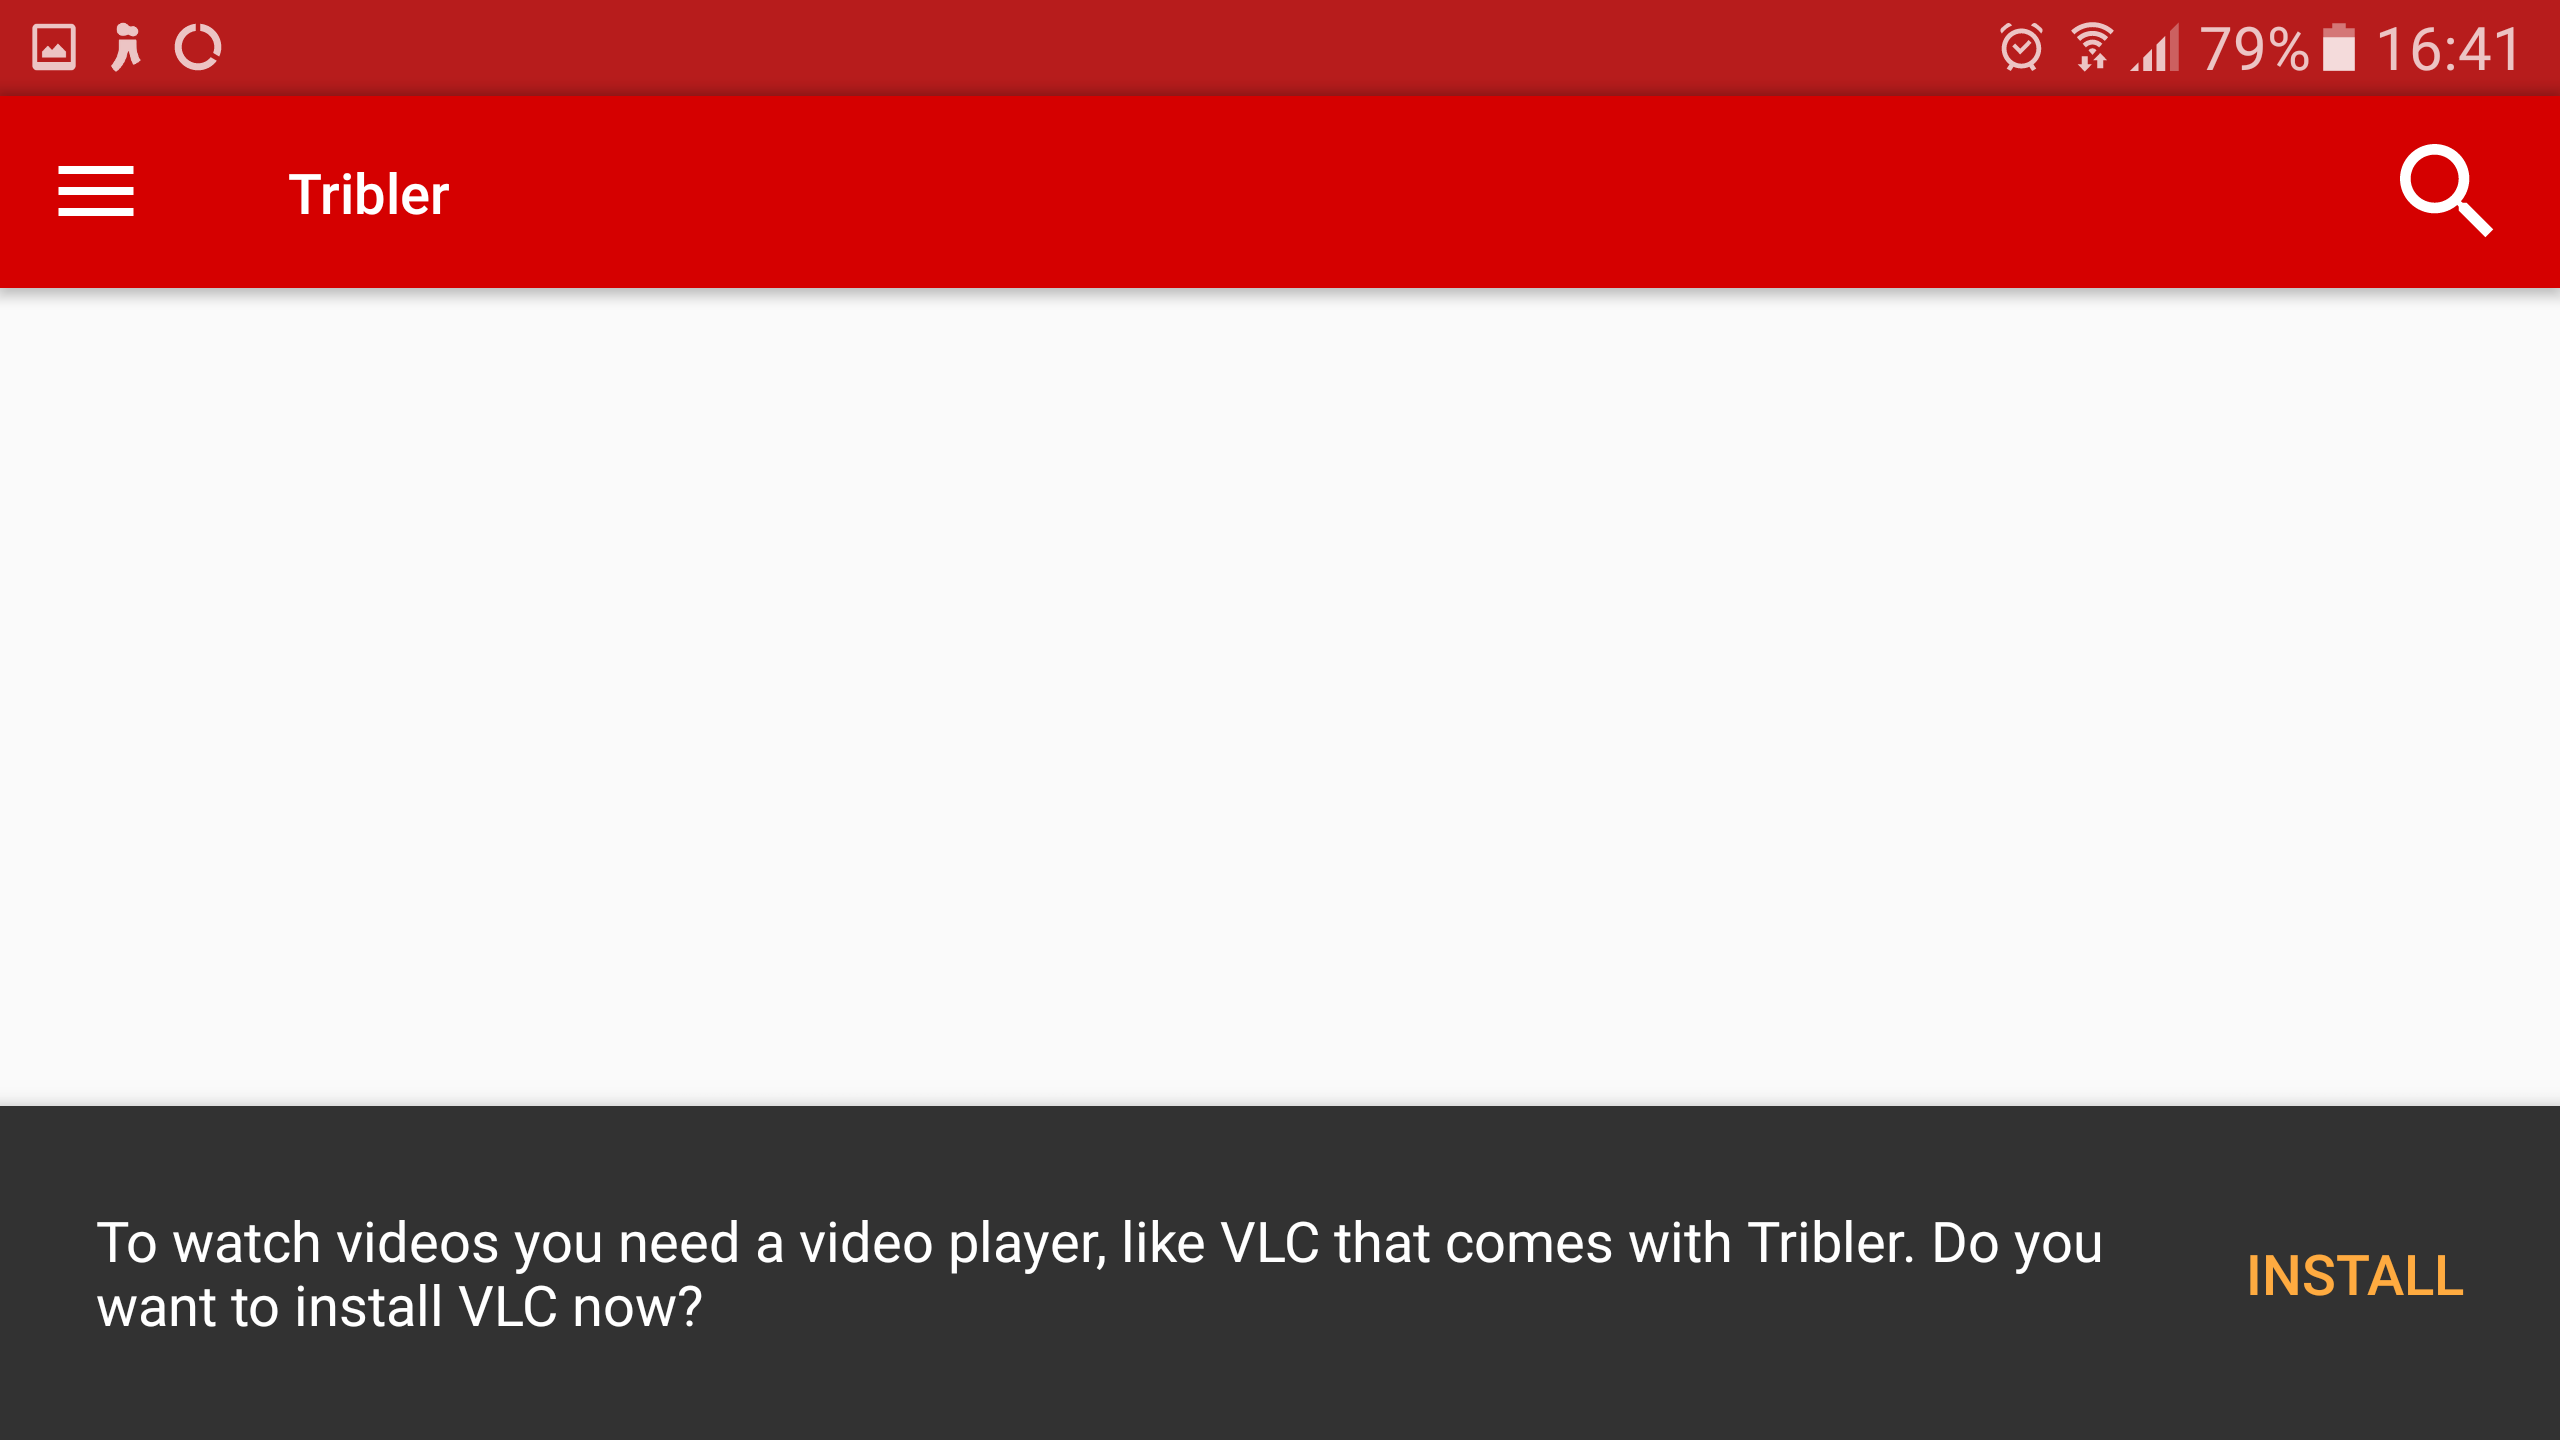 79% 16:41
Tribler
To watch videos you need a video player, like VLC that comes with Tribler. Do you
want to install VLC now?
INSTALL